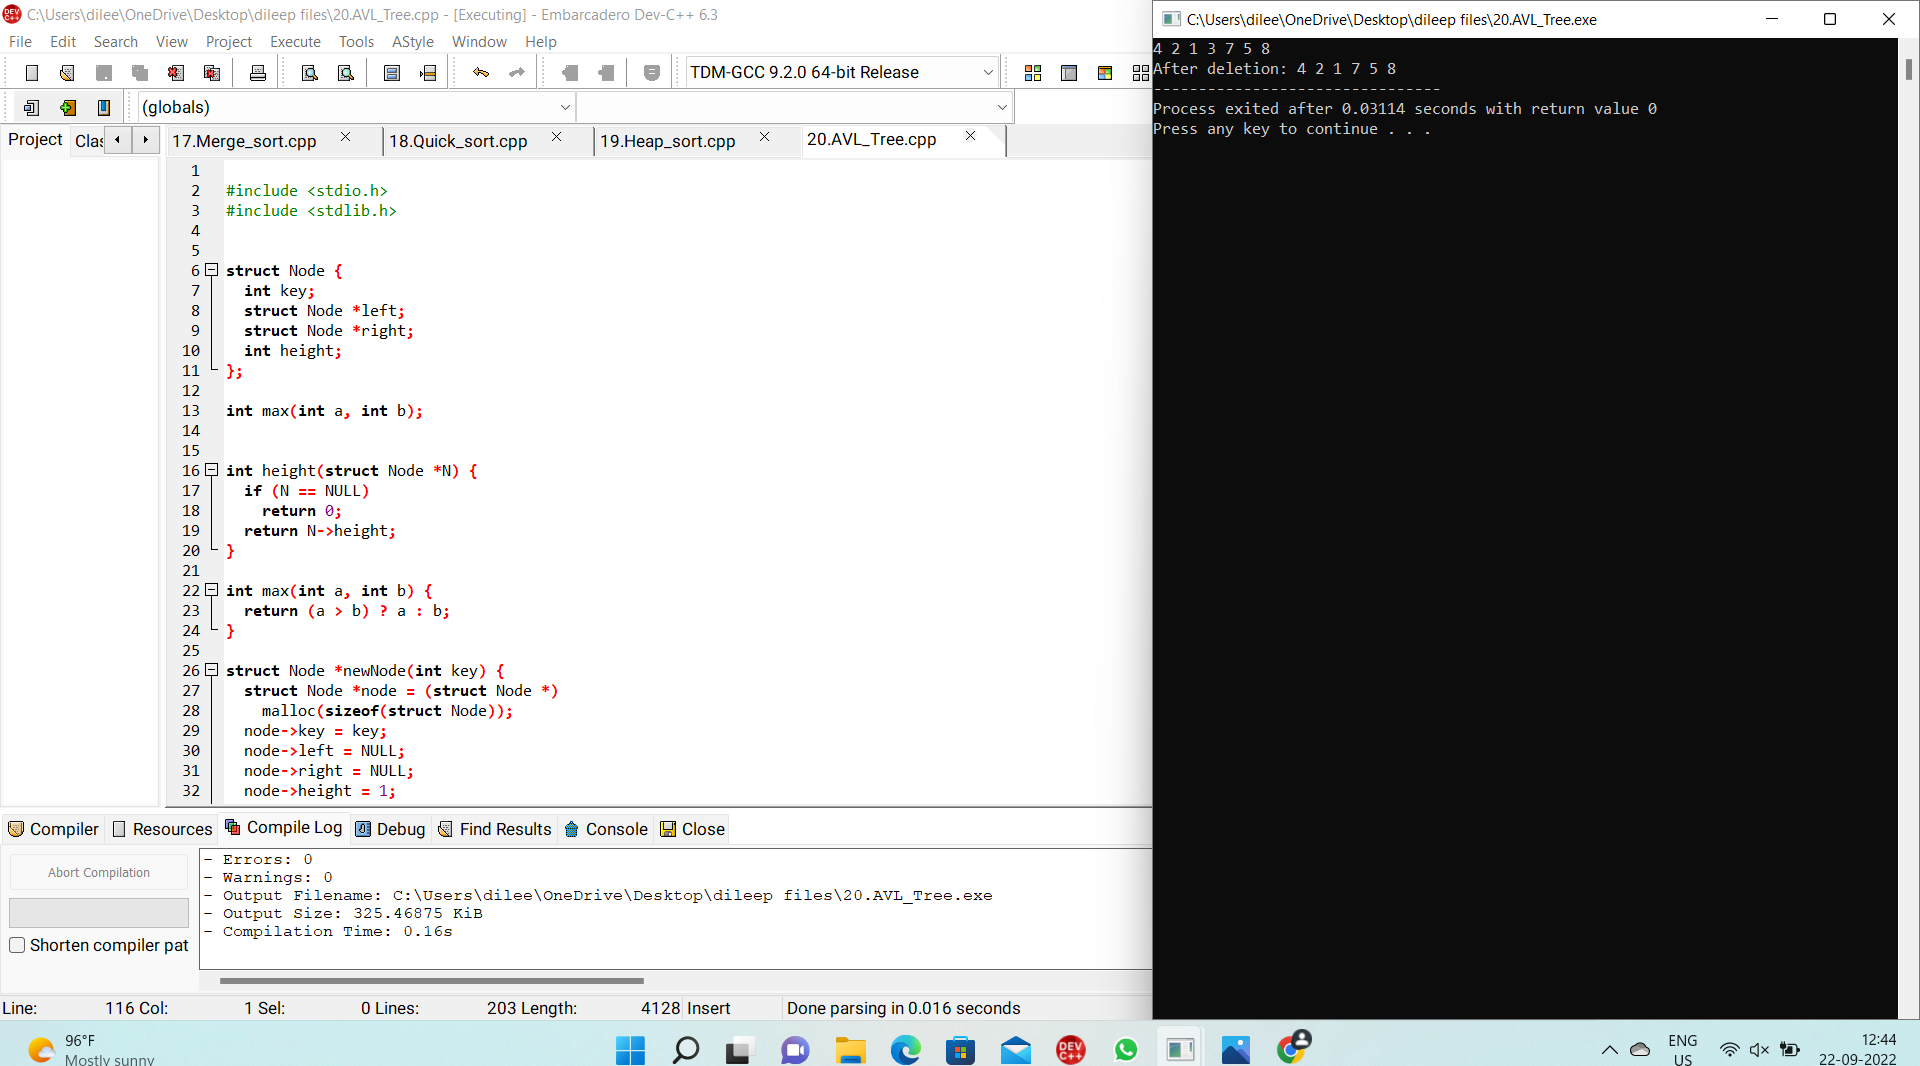 C:\Users\dilee\OneDrive\Desktop\dileep files\20.AVL_Tree.cpp - [Executing] - Embarcadero Dev-C++ 6.3
File Edit Search View Project Execute Tools AStyle Window Help
TDM-GCC 9.2.0 64-bit Release
(globals)
Project Clas 17.Merge_sort.cpp 18.Quick_sort.cpp 19.Heap_sort.cpp 20.AVL_Tree.cpp
1
2 #include <stdio.h>
3 #include <stdlib.h>
4
5
6 struct Node {
7 int key;
8 struct Node *left;
9 struct Node *right;
10 int height;
11 };
12
13 int max(int a, int b);
14
15
16 int height(struct Node *N) {
17 if (N == NULL)
18 return 0;
19 return N->height;
20 }
21
22 int max(int a, int b) {
23 return (a > b) ? a : b;
24 }
25
26 struct Node *newNode(int key) {
27 struct Node *node = (struct Node *)
28 malloc(sizeof(struct Node));
29 node->key = key;
30 node->left = NULL;
31 node->right = NULL;
32 node->height = 1;
Compiler Resources Compile Log Debug Find Results Console Close
Abort Compilation
Shorten compiler pat
- Errors: 0
- Warnings: 0
- Output Filename: C:\Users\dilee\OneDrive\Desktop\dileep files\20.AVL_Tree.exe
- Output Size: 325.46875 KiB
- Compilation Time: 0.16s
Line: 116 Col: 1 Sel: 0 Lines: 203 Length: 4128 Insert Done parsing in 0.016 seconds
C:\Users\dilee\OneDrive\Desktop\dileep files\20.AVL_Tree.exe
4 2 1 3 7 5 8
After deletion: 4 2 1 7 5 8
--------------------------------
Process exited after 0.03114 seconds with return value 0
Press any key to continue . . .
96°F
Mostly sunny
DEV C++
ENG
US
12:44
22-09-2022